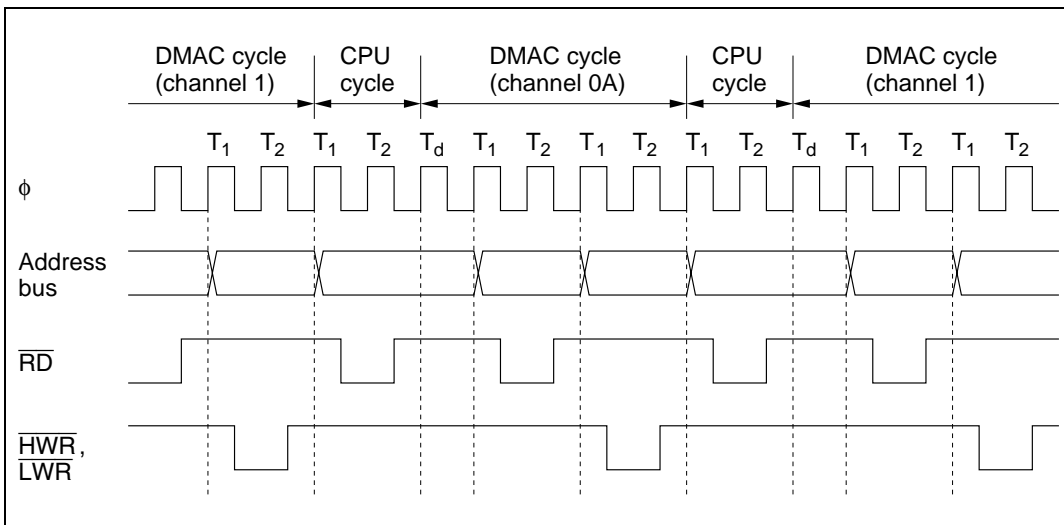 DMAC cycle (channel 1)
CPU cycle
DMAC cycle (channel 0A)
CPU cycle
DMAC cycle (channel 1)
T1 T2 T1 T2 Td T1 T2 T1 T2 T1 T2 Td T1 T2 T1 T2
φ
Address bus
RD
HWR,
LWR